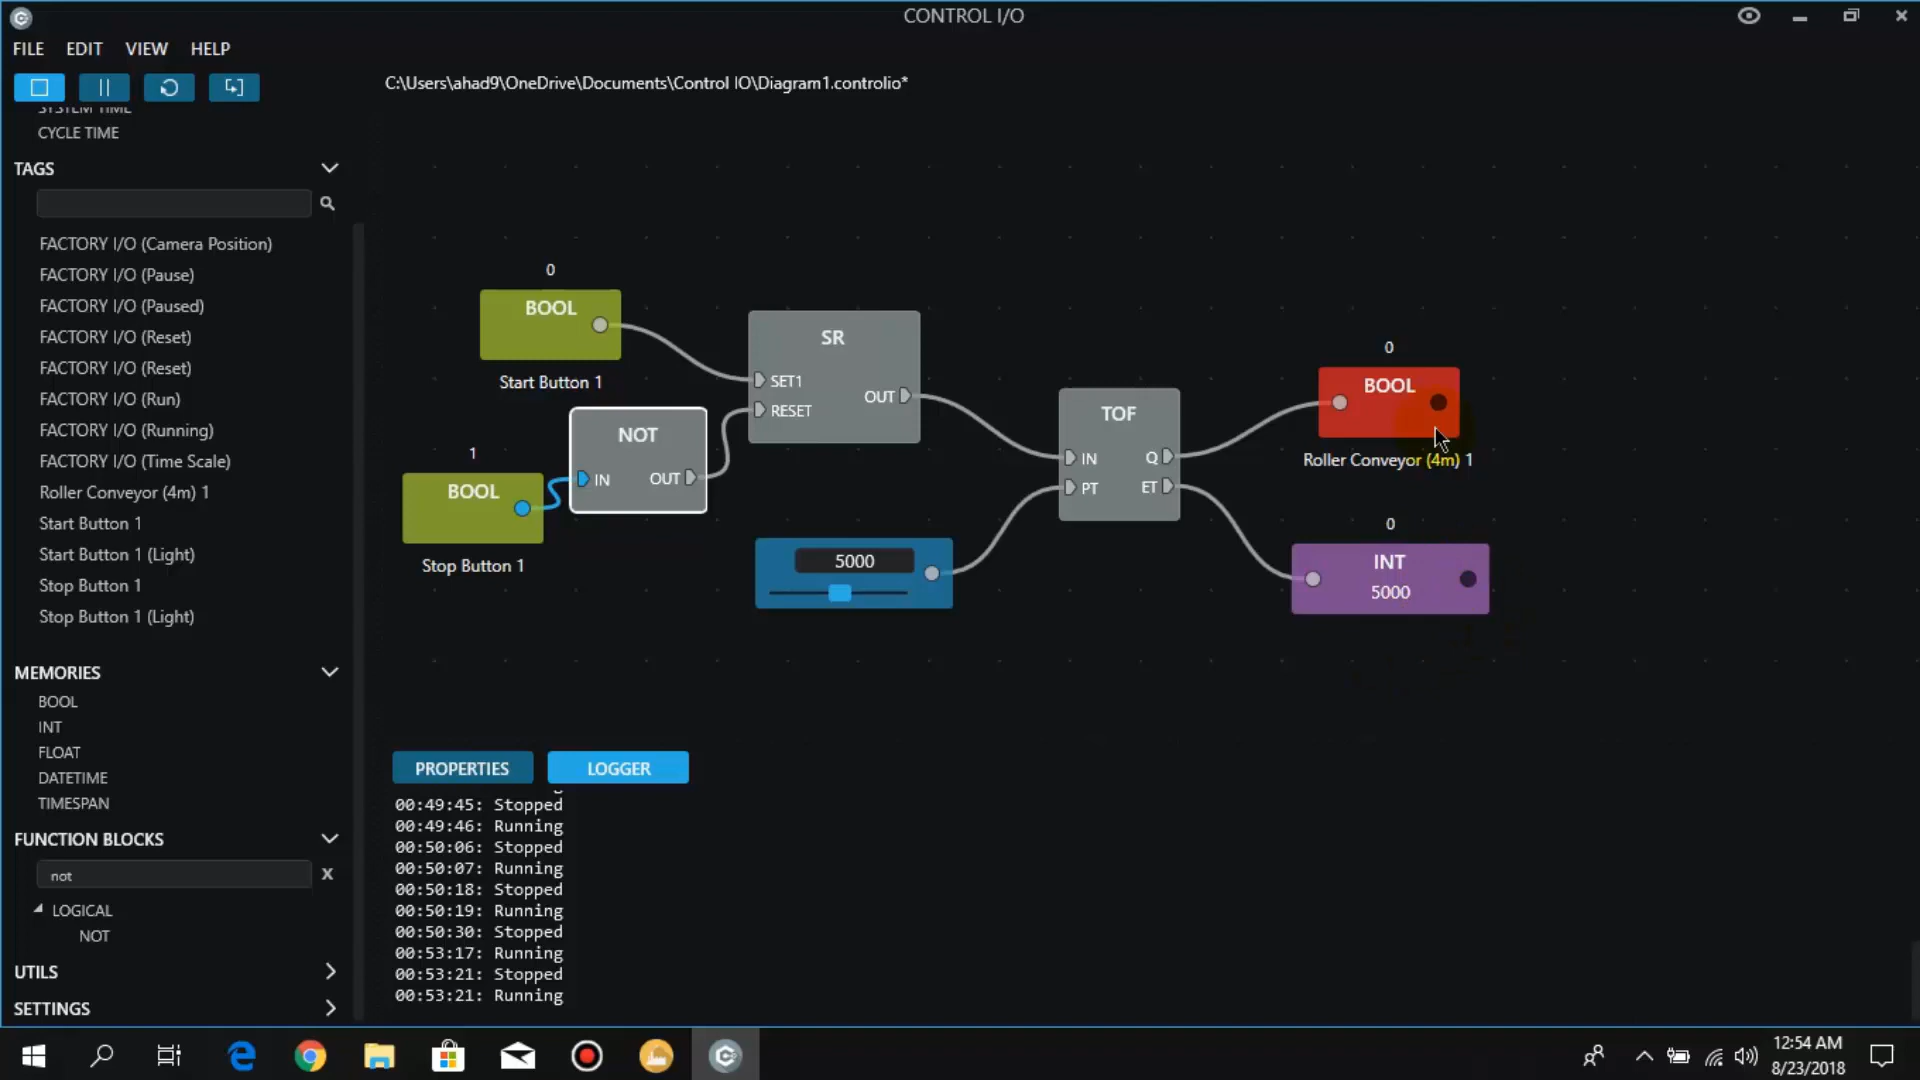 CONTROL I/O
FILE EDIT VIEW HELP
C:\Users\ahad9\OneDrive\Documents\Control IO\Diagram1.controlio*
SYSTEM TIME
CYCLE TIME
TAGS
FACTORY I/O (Camera Position)
FACTORY I/O (Pause)
FACTORY I/O (Paused)
FACTORY I/O (Reset)
FACTORY I/O (Reset)
FACTORY I/O (Run)
FACTORY I/O (Running)
FACTORY I/O (Time Scale)
Roller Conveyor (4m) 1
Start Button 1
Start Button 1 (Light)
Stop Button 1
Stop Button 1 (Light)
MEMORIES
BOOL
INT
FLOAT
DATETIME
TIMESPAN
FUNCTION BLOCKS
not
X
LOGICAL
NOT
UTILS
SETTINGS
0
BOOL
Start Button 1
1
BOOL
Stop Button 1
NOT
IN OUT
SR
SET1
OUT
RESET
5000
TOF
IN Q
PT ET
0
BOOL
Roller Conveyor (4m) 1
0
INT
5000
PROPERTIES LOGGER
00:49:45: Stopped
00:49:46: Running
00:50:06: Stopped
00:50:07: Running
00:50:18: Stopped
00:50:19: Running
00:50:30: Stopped
00:53:17: Running
00:53:21: Stopped
00:53:21: Running
12:54 AM
8/23/2018